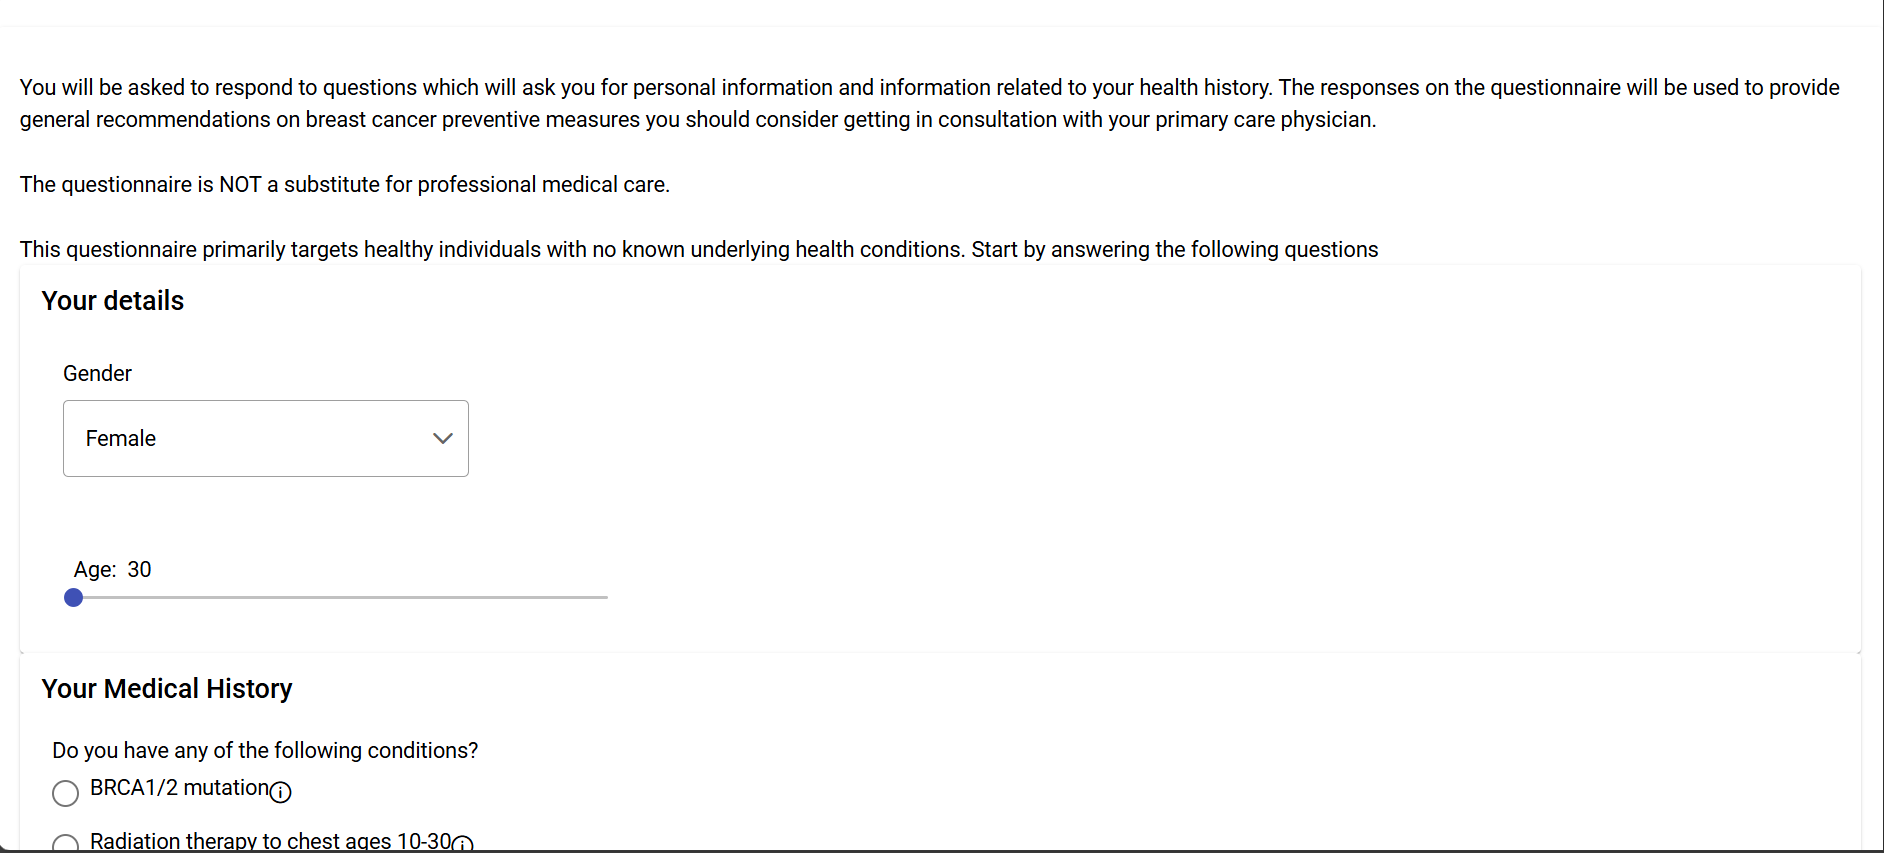 You will be asked to respond to questions which will ask you for personal information and information related to your health history. The responses on the questionnaire will be used to provide
general recommendations on breast cancer preventive measures you should consider getting in consultation with your primary care physician.
The questionnaire is NOT a substitute for professional medical care.
This questionnaire primarily targets healthy individuals with no known underlying health conditions. Start by answering the following questions
Your details
Gender
Female
Age: 30
Your Medical History
Do you have any of the following conditions?
BRCA1/2 mutation
Radiation therapy to chest ages 10-30